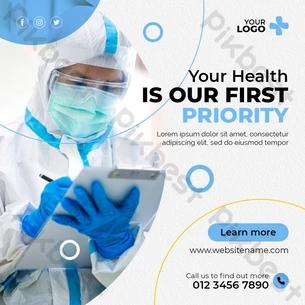 YOUR
LOGO
Your Health
IS OUR FIRST
PRIORITY
Lorem ipsum dolor sit amet, consectetur
adipiscing elit, sed do eiusmod tempor
Learn more
www.websitename.com
Call us to find out more
012 3456 7890
pikbest